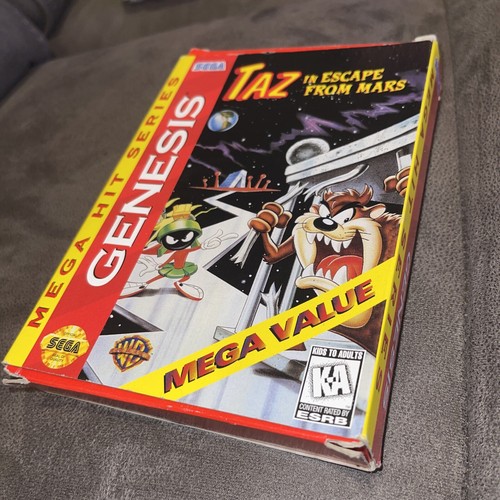 MEGA HIT SERIES
GENESIS
SEGA
SEGA
TAZ IN ESCAPE
FROM MARS
MEGA VALUE
WB
KIDS TO ADULTS
K-A
CONTENT RATED BY
ESRB